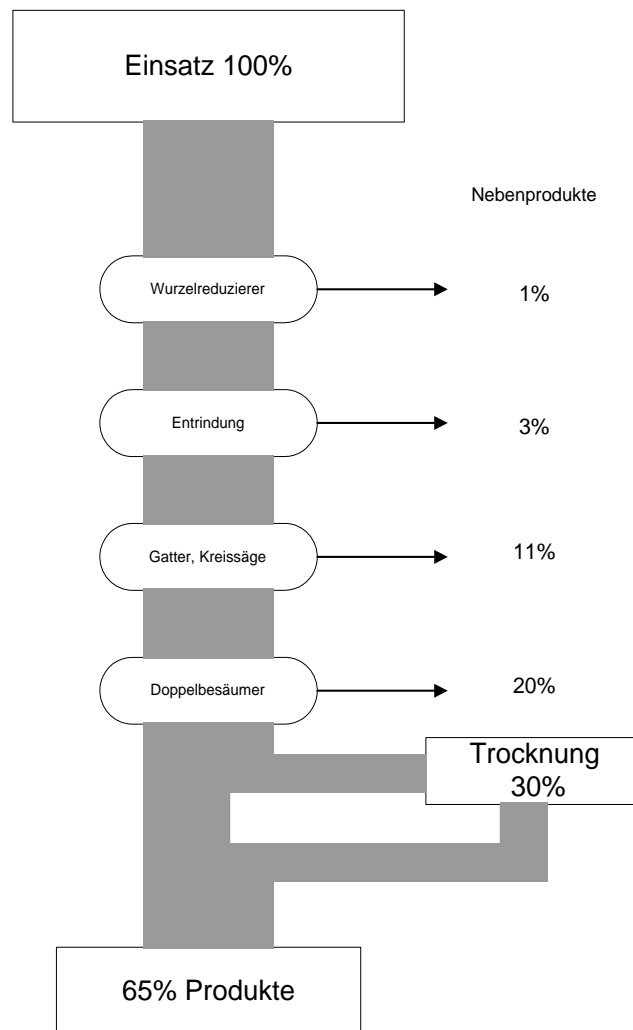 Einsatz 100%
Nebenprodukte
Wurzelreduzierer
1%
Entrindung
3%
Gatter, Kreissäge
11%
Doppelbesäumer
20%
Trocknung
30%
65% Produkte